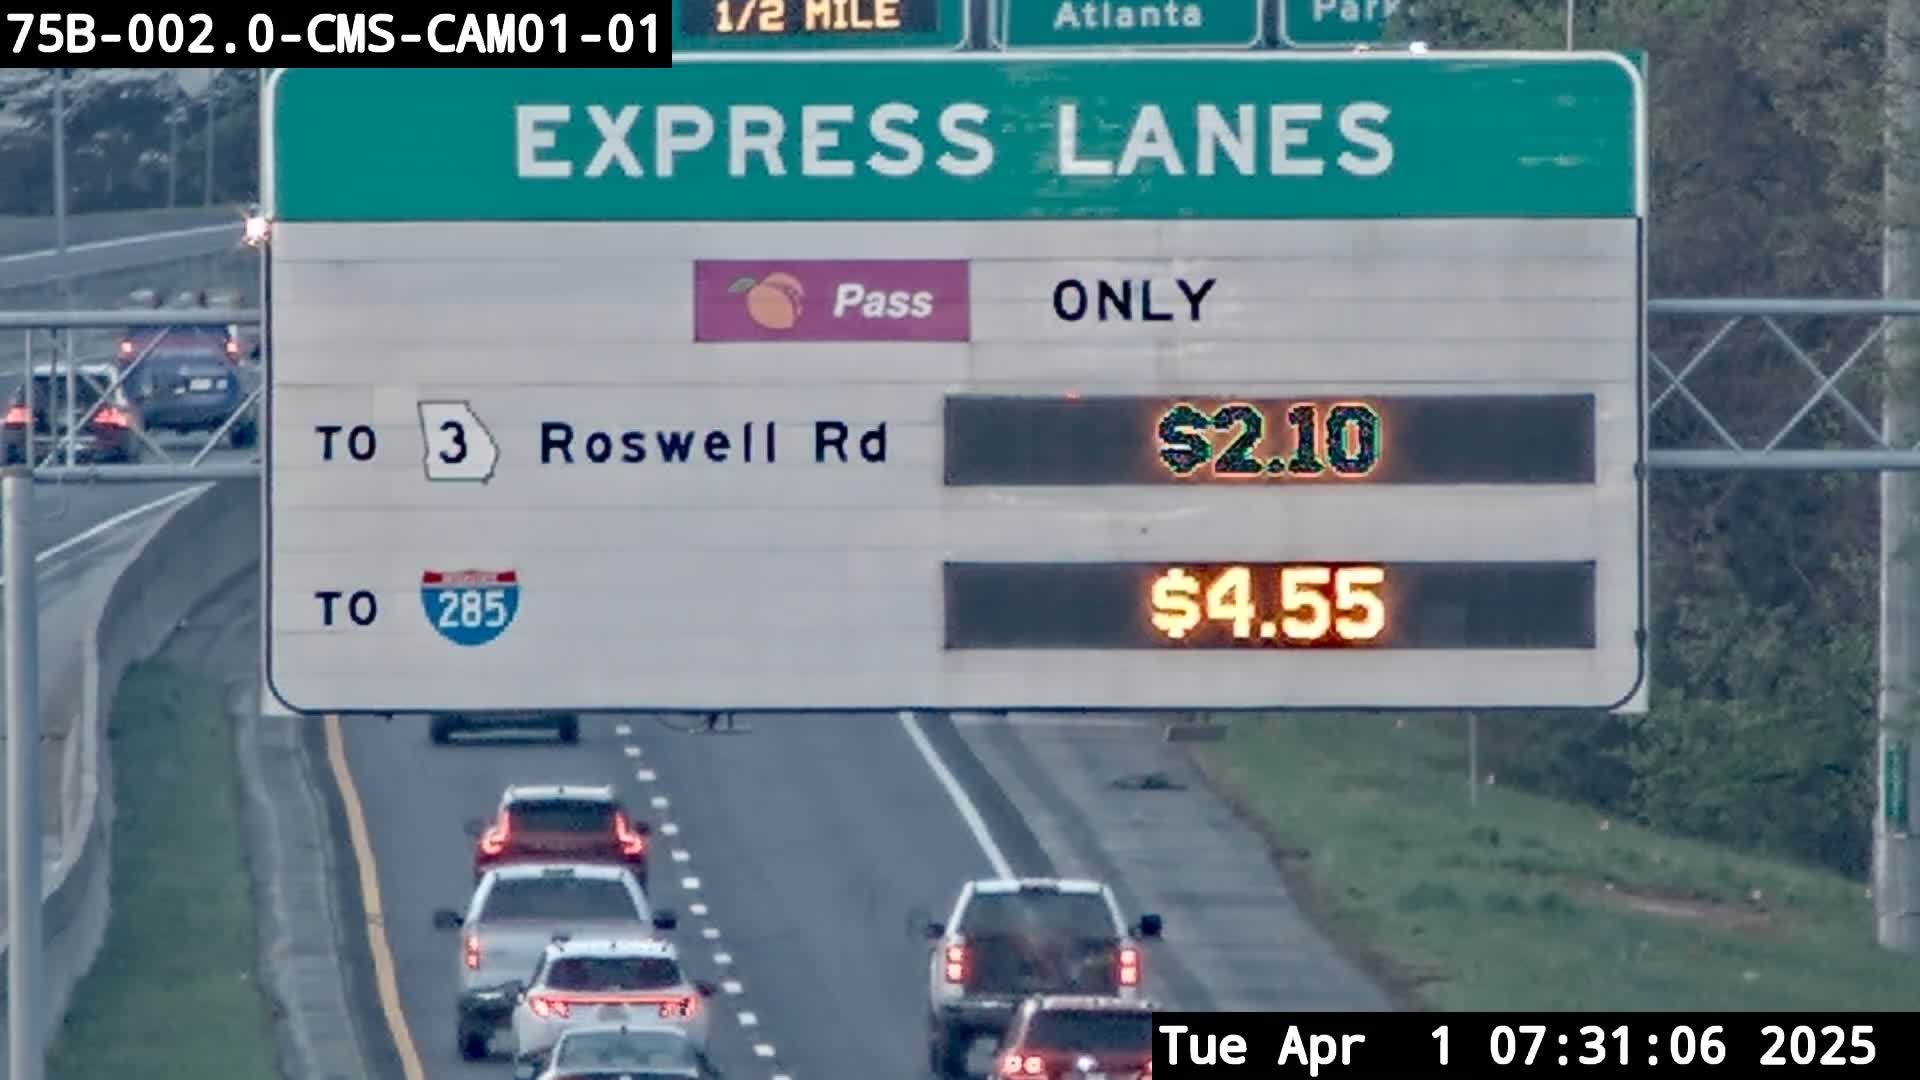 75B-002.0-CMS-CAM01-01
1/2 MILE
Atlanta
EXPRESS LANES
Pass ONLY
TO 3 Roswell Rd $2.10
TO 285 $4.55
Tue Apr 1 07:31:06 2025